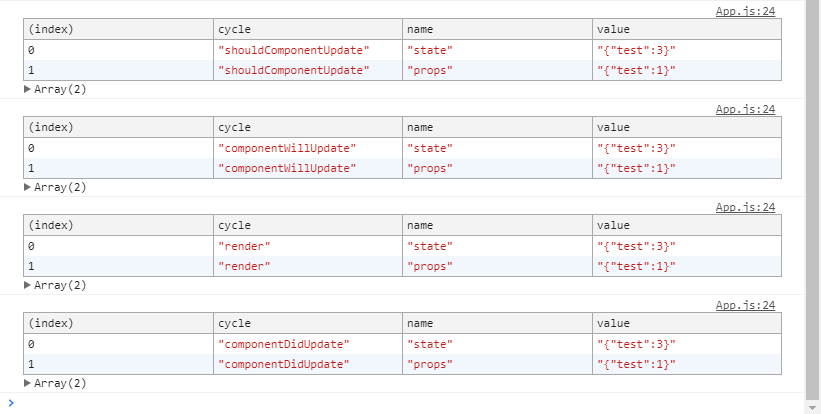 App.js:24
(index) cycle name value
0 "shouldComponentUpdate" "state" "{"test":3}"
1 "shouldComponentUpdate" "props" "{"test":1}"
▶ Array(2)
App.js:24
(index) cycle name value
0 "componentWillUpdate" "state" "{"test":3}"
1 "componentWillUpdate" "props" "{"test":1}"
▶ Array(2)
App.js:24
(index) cycle name value
0 "render" "state" "{"test":3}"
1 "render" "props" "{"test":1}"
▶ Array(2)
App.js:24
(index) cycle name value
0 "componentDidUpdate" "state" "{"test":3}"
1 "componentDidUpdate" "props" "{"test":1}"
▶ Array(2)
>